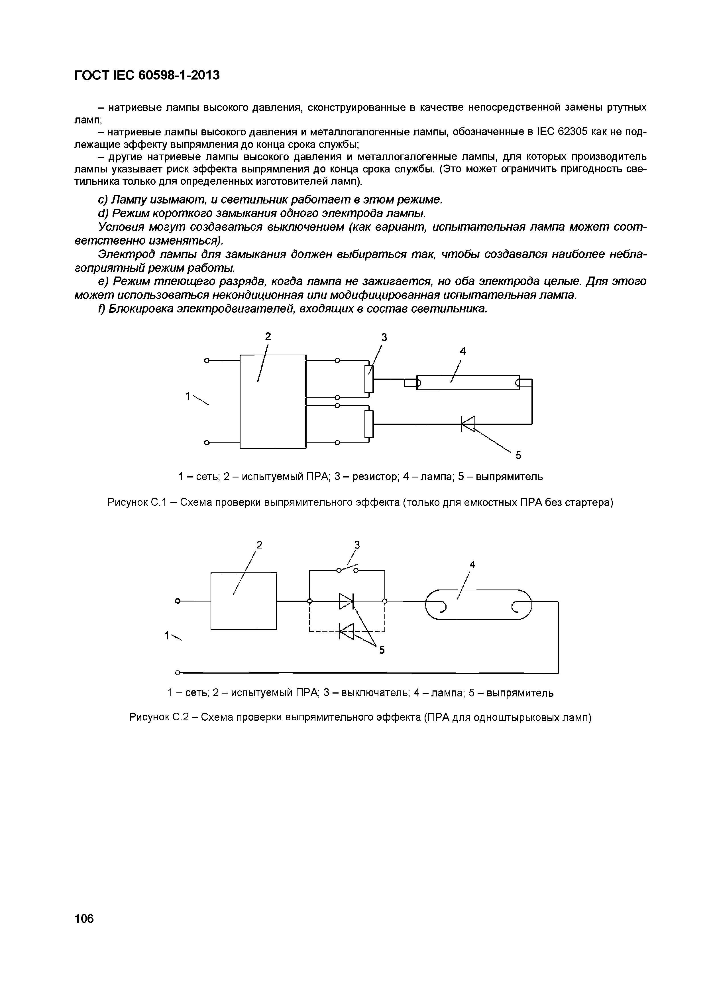 ГОСТ IEC 60598-1-2013
– натриевые лампы высокого давления, сконструированные в качестве непосредственной замены ртутных
ламп;
– натриевые лампы высокого давления и металлогалогенные лампы, обозначенные в IEC 62305 как не под-
лежащие эффекту выпрямления до конца срока службы;
– другие натриевые лампы высокого давления и металлогалогенные лампы, для которых производитель
лампы указывает риск эффекта выпрямления до конца срока службы. (Это может ограничить пригодность све-
тильника только для определенных изготовителей ламп).
c) Лампу изымают, и светильник работает в этом режиме.
d) Режим короткого замыкания одного электрода лампы.
Условия могут создаваться выключением (как вариант, испытательная лампа может соот-
ветственно изменяться).
Электрод лампы для замыкания должен выбираться так, чтобы создавался наиболее небла-
гоприятный режим работы.
e) Режим тлеющего разряда, когда лампа не зажигается, но оба электрода целые. Для этого
может использоваться некондиционная или модифицированная испытательная лампа.
f) Блокировка электродвигателей, входящих в состав светильника.
2
3
4
1
5
1 – сеть; 2 – испытуемый ПРА; 3 – резистор; 4 – лампа; 5 – выпрямитель
Рисунок С.1 – Схема проверки выпрямительного эффекта (только для емкостных ПРА без стартера)
2
3
4
1
5
1 – сеть; 2 – испытуемый ПРА; 3 – выключатель; 4 – лампа; 5 – выпрямитель
Рисунок С.2 – Схема проверки выпрямительного эффекта (ПРА для одноштырьковых ламп)
106